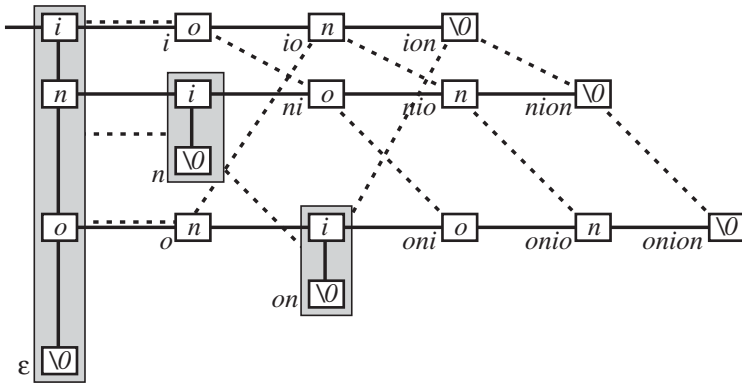 i o n \0
i io ion
n i o n \0
ni nio nion
\0
n
o n i o n \0
o oni onio onion
\0
on
\0
ε